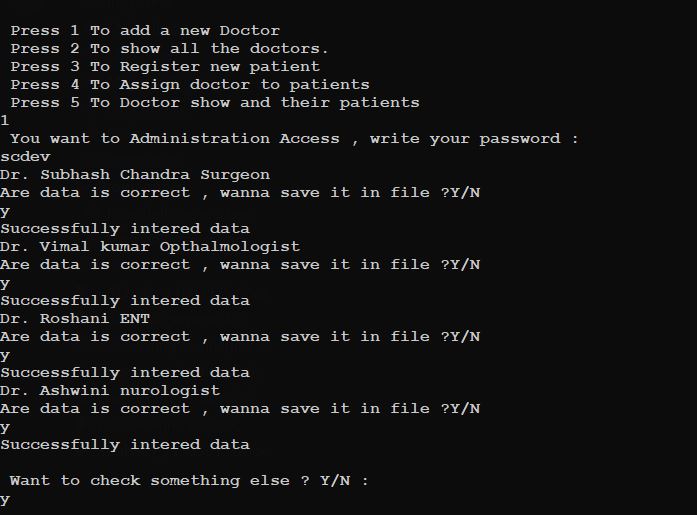 Press 1 To add a new Doctor
Press 2 To show all the doctors.
Press 3 To Register new patient
Press 4 To Assign doctor to patients
Press 5 To Doctor show and their patients
1
You want to Administration Access , write your password :
scdev
Dr. Subhash Chandra Surgeon
Are data is correct , wanna save it in file ?Y/N
y
Successfully intered data
Dr. Vimal kumar Opthalmologist
Are data is correct , wanna save it in file ?Y/N
y
Successfully intered data
Dr. Roshani ENT
Are data is correct , wanna save it in file ?Y/N
y
Successfully intered data
Dr. Ashwini nurologist
Are data is correct , wanna save it in file ?Y/N
y
Successfully intered data
Want to check something else ? Y/N :
y